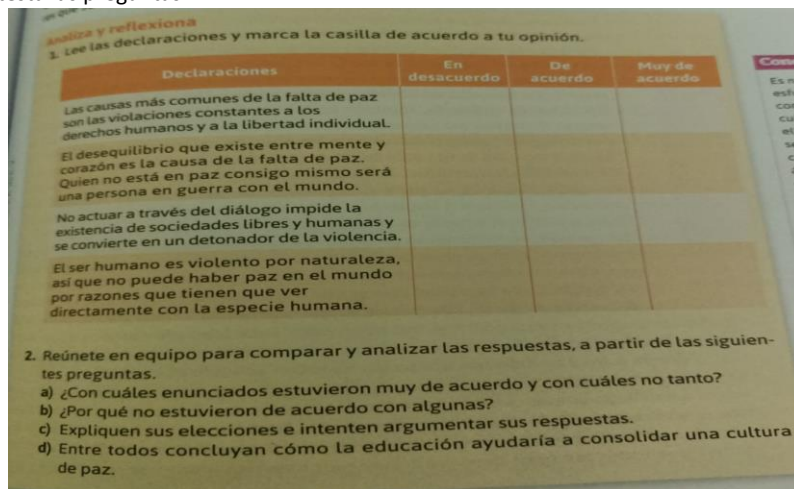 Analiza y reflexiona
1. Lee las declaraciones y marca la casilla de acuerdo a tu opinión.
Declaraciones
En desacuerdo
De acuerdo
Muy de acuerdo
Las causas más comunes de la falta de paz
son las violaciones constantes a los
derechos humanos y a la libertad individual.
El desequilibrio que existe entre mente y
corazón es la causa de la falta de paz.
Quien no está en paz consigo mismo será
una persona en guerra con el mundo.
No actuar a través del diálogo impide la
existencia de sociedades libres y humanas y
se convierte en un detonador de la violencia.
El ser humano es violento por naturaleza,
así que no puede haber paz en el mundo
por razones que tienen que ver
directamente con la especie humana.
2. Reúnete en equipo para comparar y analizar las respuestas, a partir de las siguien-
tes preguntas.
a) ¿Con cuáles enunciados estuvieron muy de acuerdo y con cuáles no tanto?
b) ¿Por qué no estuvieron de acuerdo con algunas?
c) Expliquen sus elecciones e intenten argumentar sus respuestas.
d) Entre todos concluyan cómo la educación ayudaría a consolidar una cultura
de paz.